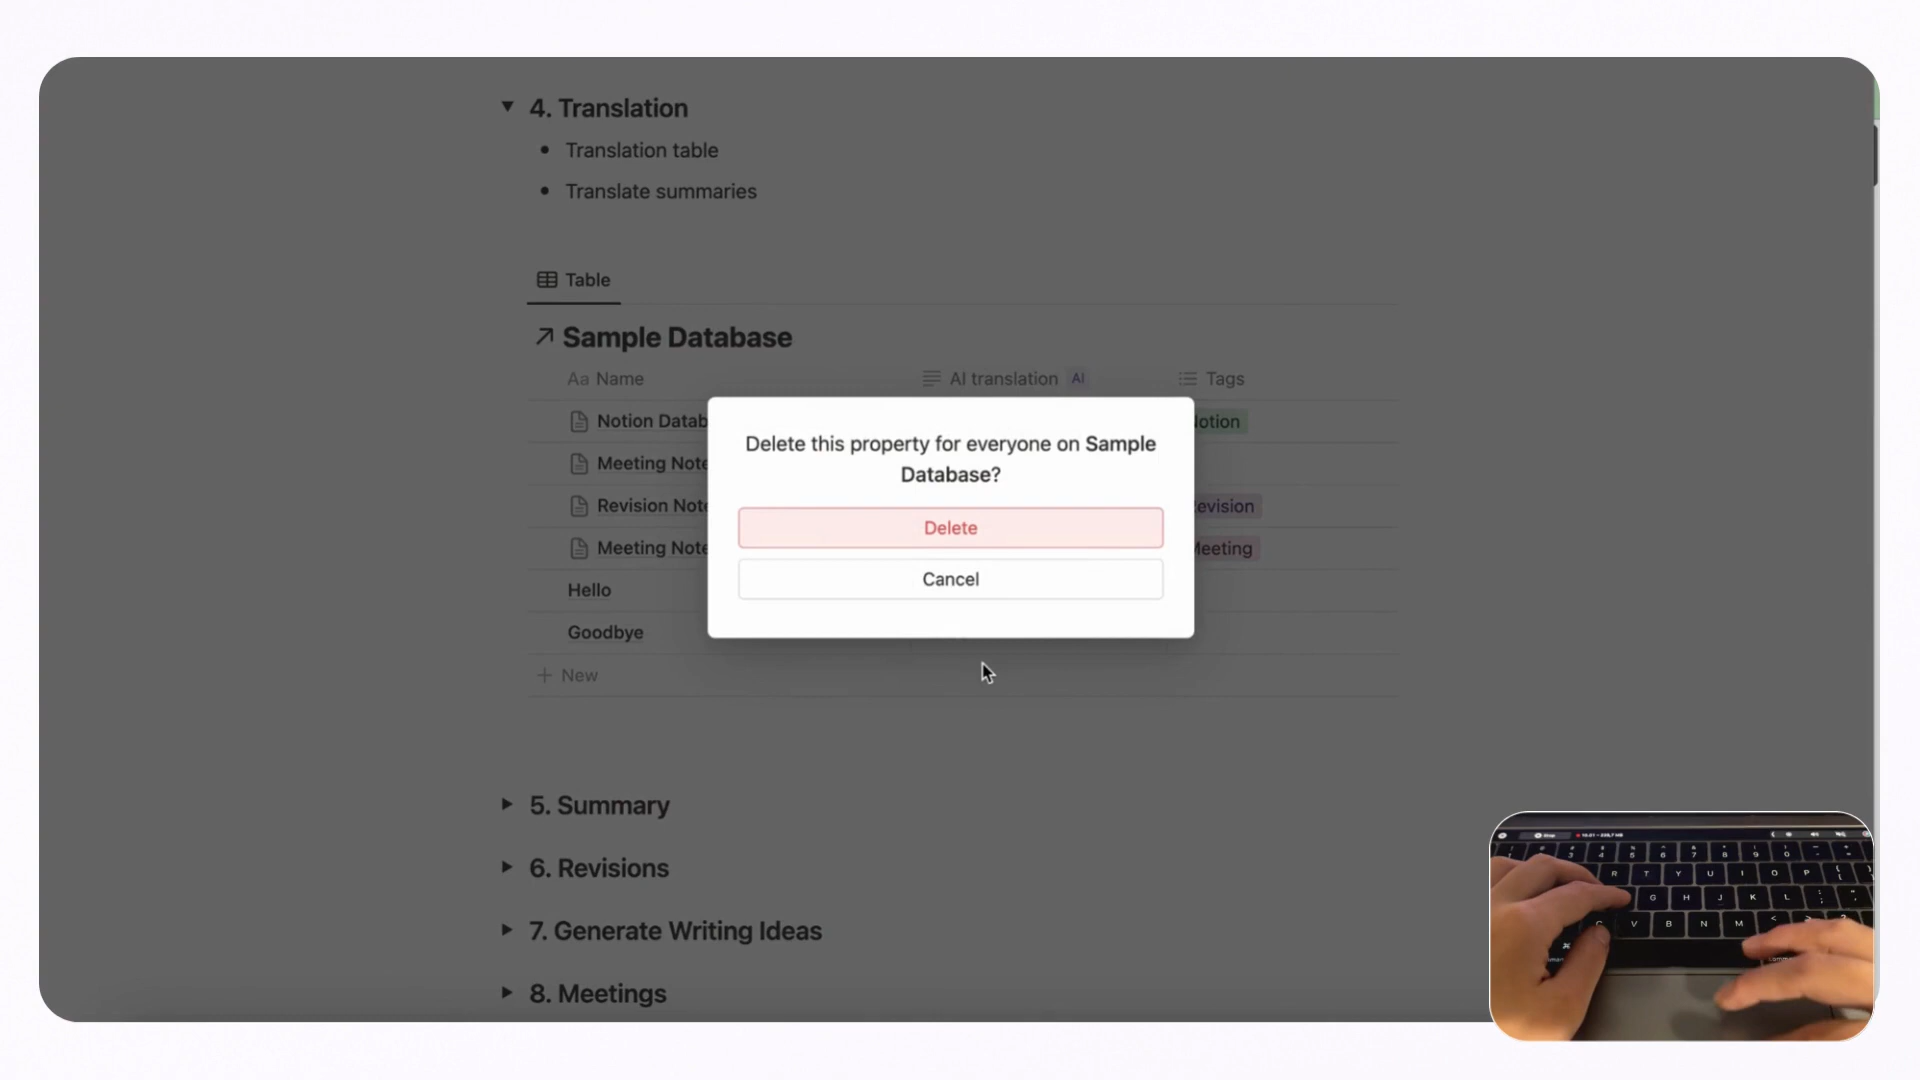 4. Translation
Translation table
Translate summaries
Table
Sample Database
Aa Name
AI translation AI
Tags
Notion Datab
otion
Meeting Note
Revision Note
evision
Meeting Note
Meeting
Hello
Goodbye
+ New
Delete this property for everyone on Sample
Database?
Delete
Cancel
5. Summary
6. Revisions
7. Generate Writing Ideas
8. Meetings
R T Y U I O P
G H J K L
C V B N M